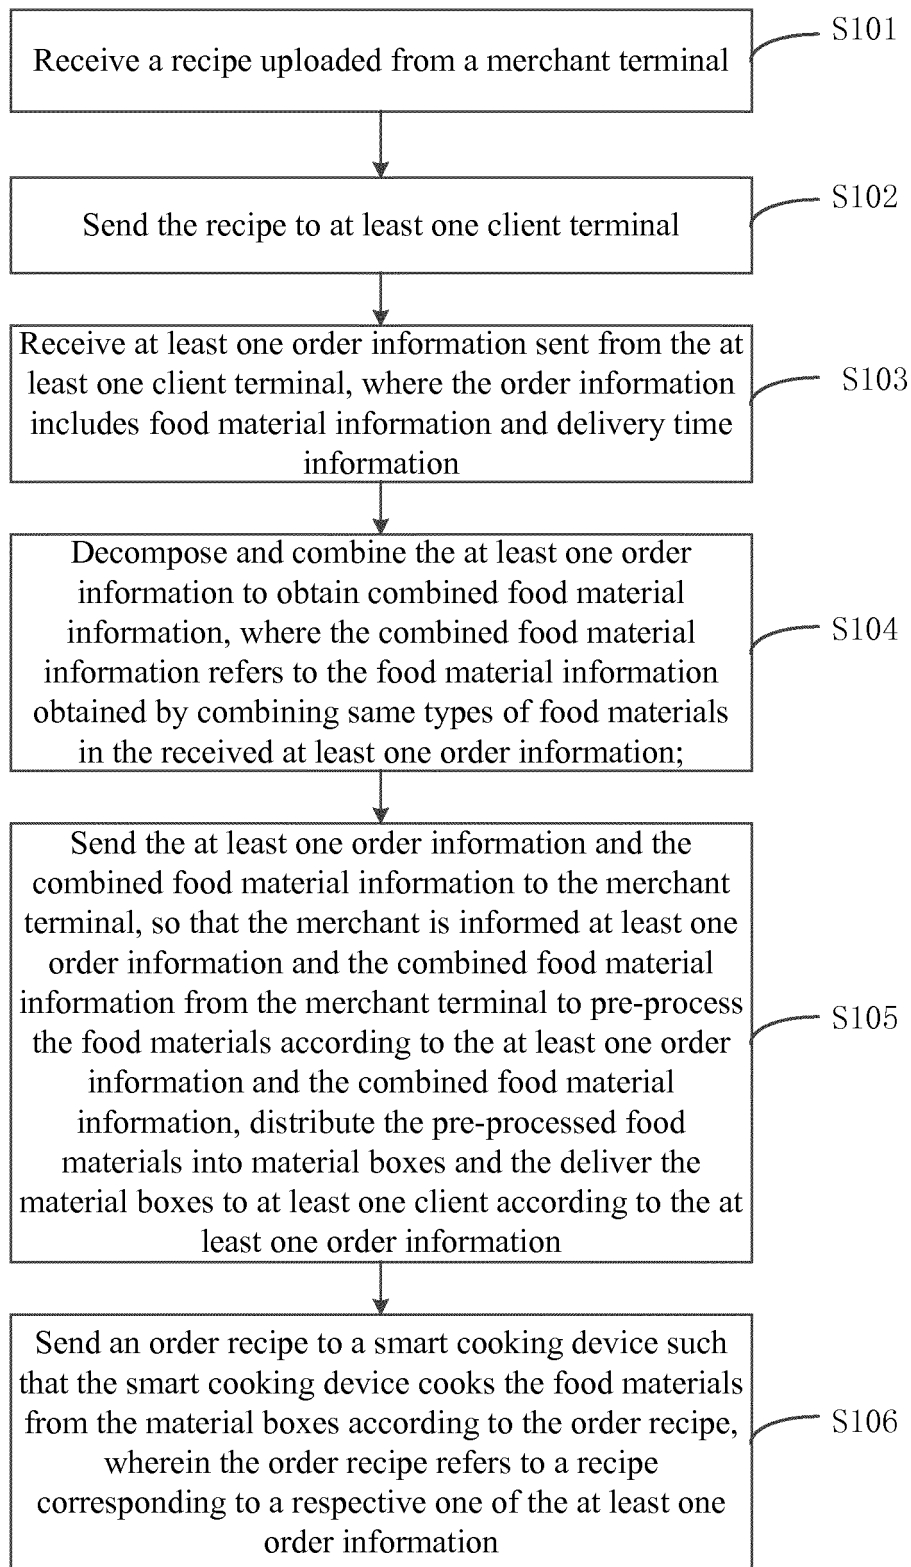 Receive a recipe uploaded from a merchant terminal
S101
Send the recipe to at least one client terminal
S102
Receive at least one order information sent from the at
least one client terminal, where the order information
includes food material information and delivery time
information
S103
Decompose and combine the at least one order
information to obtain combined food material
information, where the combined food material
information refers to the food material information
obtained by combining same types of food materials
in the received at least one order information;
S104
Send the at least one order information and the
combined food material information to the merchant
terminal, so that the merchant is informed at least one
order information and the combined food material
information from the merchant terminal to pre-process
the food materials according to the at least one order
information and the combined food material
information, distribute the pre-processed food
materials into material boxes and the deliver the
material boxes to at least one client according to the at
least one order information
S105
Send an order recipe to a smart cooking device such
that the smart cooking device cooks the food materials
from the material boxes according to the order recipe,
wherein the order recipe refers to a recipe
corresponding to a respective one of the at least one
order information
S106